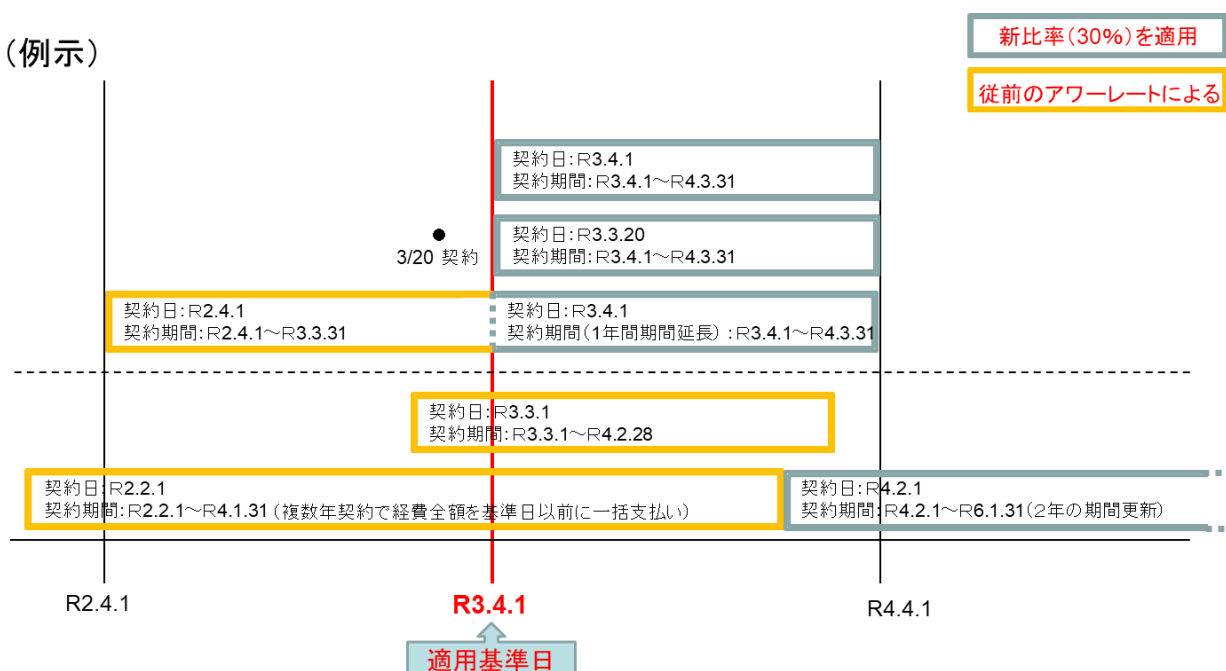 新比率(30%)を適用
(例示)
従前のアワーレートによる
契約日:R3.4.1
契約期間:R3.4.1～R4.3.31
3/20 契約
契約日:R3.3.20
契約期間:R3.4.1～R4.3.31
契約日:R2.4.1
契約期間:R2.4.1～R3.3.31
契約日:R3.4.1
契約期間(1年間期間延長):R3.4.1～R4.3.31
契約日:R3.3.1
契約期間:R3.3.1～R4.2.28
契約日:R2.2.1
契約期間:R2.2.1～R4.1.31(複数年契約で経費全額を基準日以前に一括支払い)
契約日:R4.2.1
契約期間:R4.2.1～R6.1.31(2年の期間更新)
R2.4.1
R3.4.1
R4.4.1
適用基準日